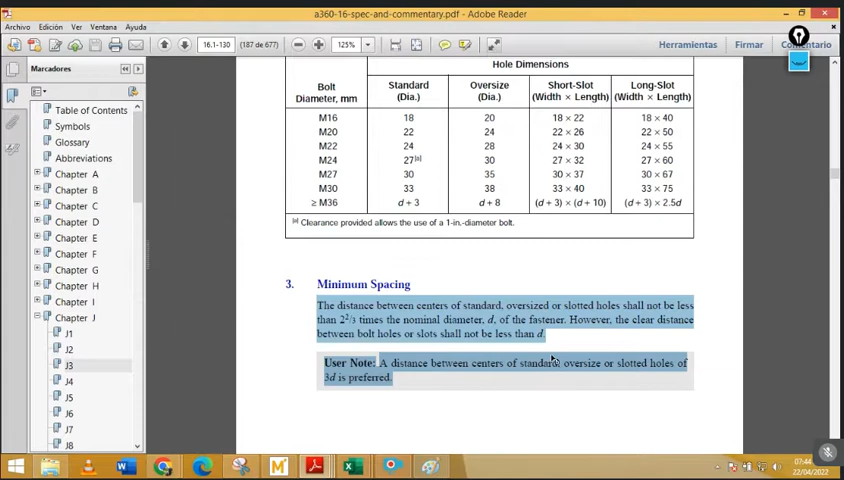 a360-16-spec-and-commentary.pdf - Adobe Reader
Archivo Edición Ver Ventana Ayuda
16.1-130 (187 de 677) 125% Herramientas Firmar Comentario
Marcadores
Table of Contents
Symbols
Glossary
Abbreviations
Chapter A
Chapter B
Chapter C
Chapter D
Chapter E
Chapter F
Chapter G
Chapter H
Chapter I
Chapter J
J1
J2
J3
J4
J5
J6
J7
J8
Hole Dimensions
Bolt Diameter, mm Standard (Dia.) Oversize (Dia.) Short-Slot (Width × Length) Long-Slot (Width × Length)
M16 18 20 18 × 22 18 × 40
M20 22 24 22 × 26 22 × 50
M22 24 28 24 × 30 24 × 55
M24 27[a] 30 27 × 32 27 × 60
M27 30 35 30 × 37 30 × 67
M30 33 38 33 × 40 33 × 75
≥ M36 d + 3 d + 8 (d + 3) × (d + 10) (d + 3) × 2.5d
[a] Clearance provided allows the use of a 1-in.-diameter bolt.
3. Minimum Spacing
The distance between centers of standard, oversized or slotted holes shall not be less
than 2 2/3 times the nominal diameter, d, of the fastener. However, the clear distance
between bolt holes or slots shall not be less than d.
User Note: A distance between centers of standard, oversize or slotted holes of
3d is preferred.
07:44
22/04/2022